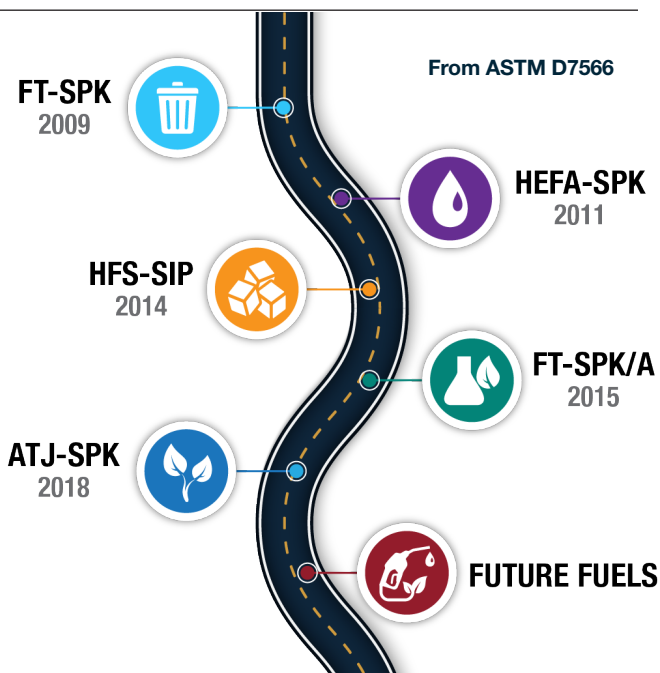 From ASTM D7566
FT-SPK
2009
HEFA-SPK
2011
HFS-SIP
2014
FT-SPK/A
2015
ATJ-SPK
2018
FUTURE FUELS